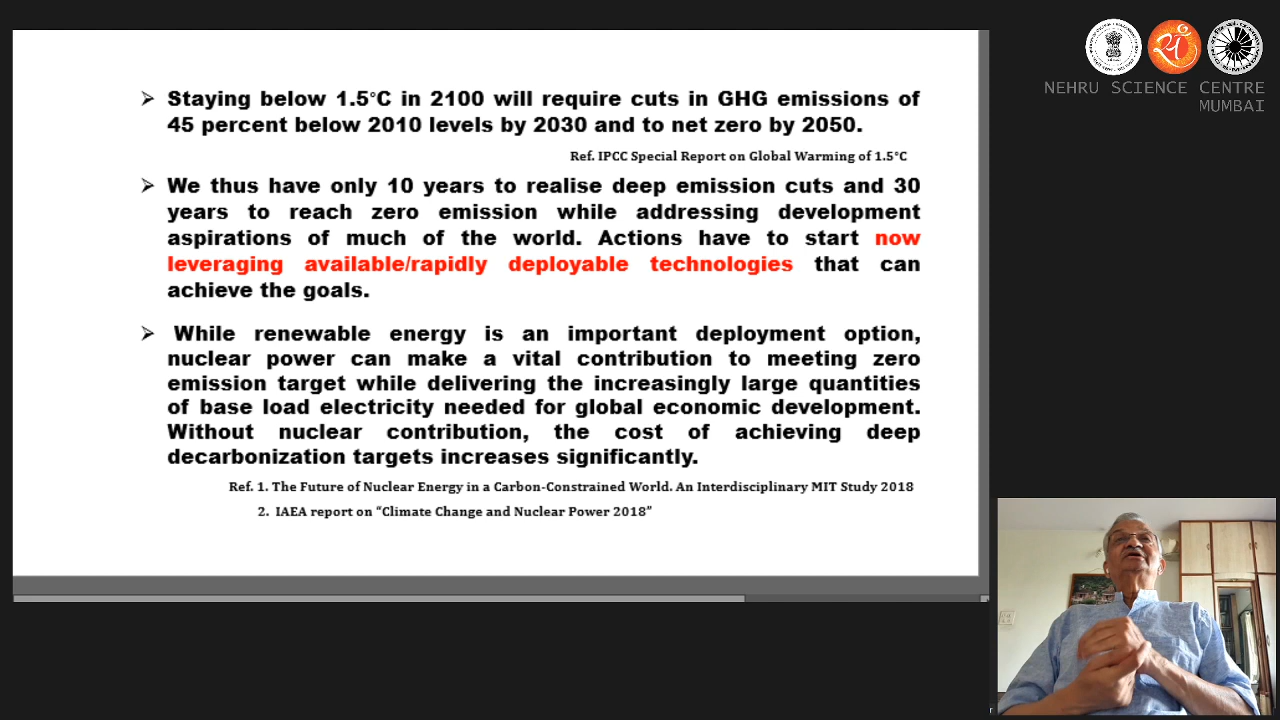 NEHRU SCIENCE CENTRE
MUMBAI
➢ Staying below 1.5°C in 2100 will require cuts in GHG emissions of
45 percent below 2010 levels by 2030 and to net zero by 2050.
Ref. IPCC Special Report on Global Warming of 1.5°C
➢ We thus have only 10 years to realise deep emission cuts and 30
years to reach zero emission while addressing development
aspirations of much of the world. Actions have to start now
leveraging available/rapidly deployable technologies that can
achieve the goals.
➢ While renewable energy is an important deployment option,
nuclear power can make a vital contribution to meeting zero
emission target while delivering the increasingly large quantities
of base load electricity needed for global economic development.
Without nuclear contribution, the cost of achieving deep
decarbonization targets increases significantly.
Ref. 1. The Future of Nuclear Energy in a Carbon-Constrained World. An Interdisciplinary MIT Study 2018
2. IAEA report on “Climate Change and Nuclear Power 2018”